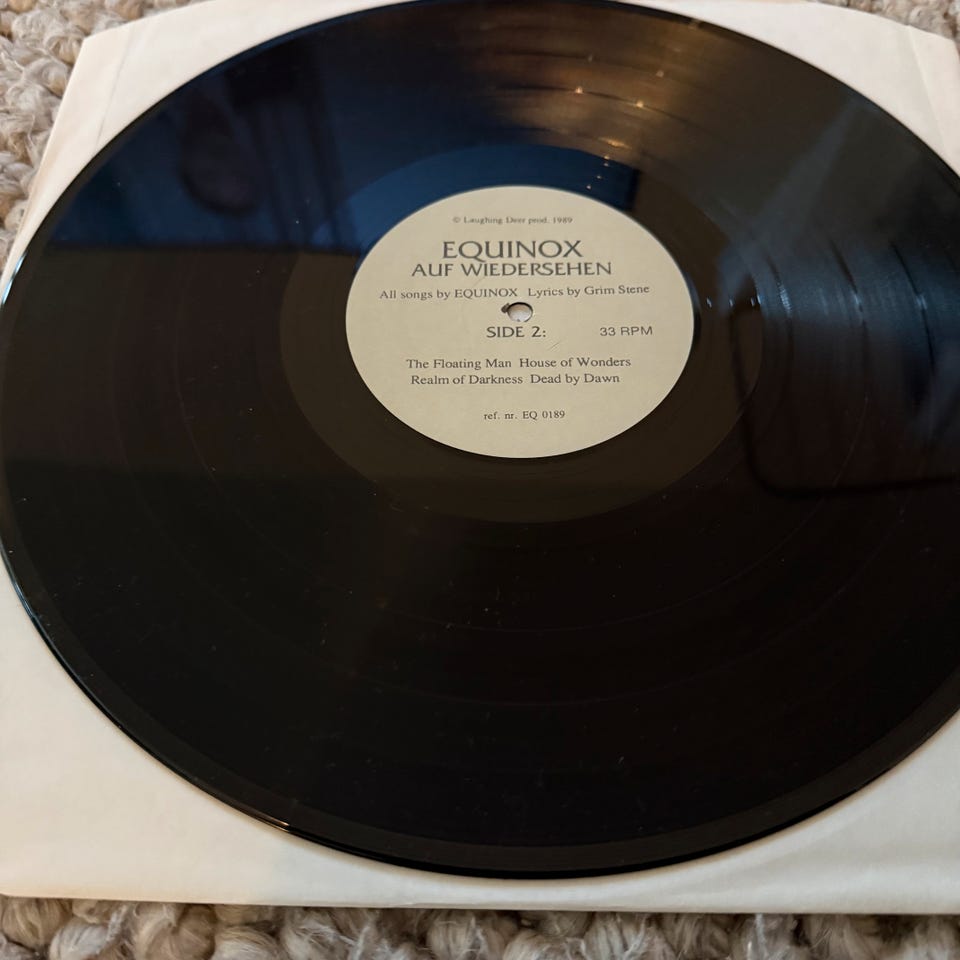 © Laughing Deer prod. 1989
EQUINOX
AUF WIEDERSEHEN
All songs by EQUINOX Lyrics by Grim Stene
SIDE 2: 33 RPM
The Floating Man House of Wonders
Realm of Darkness Dead by Dawn
ref. nr. EQ 0189